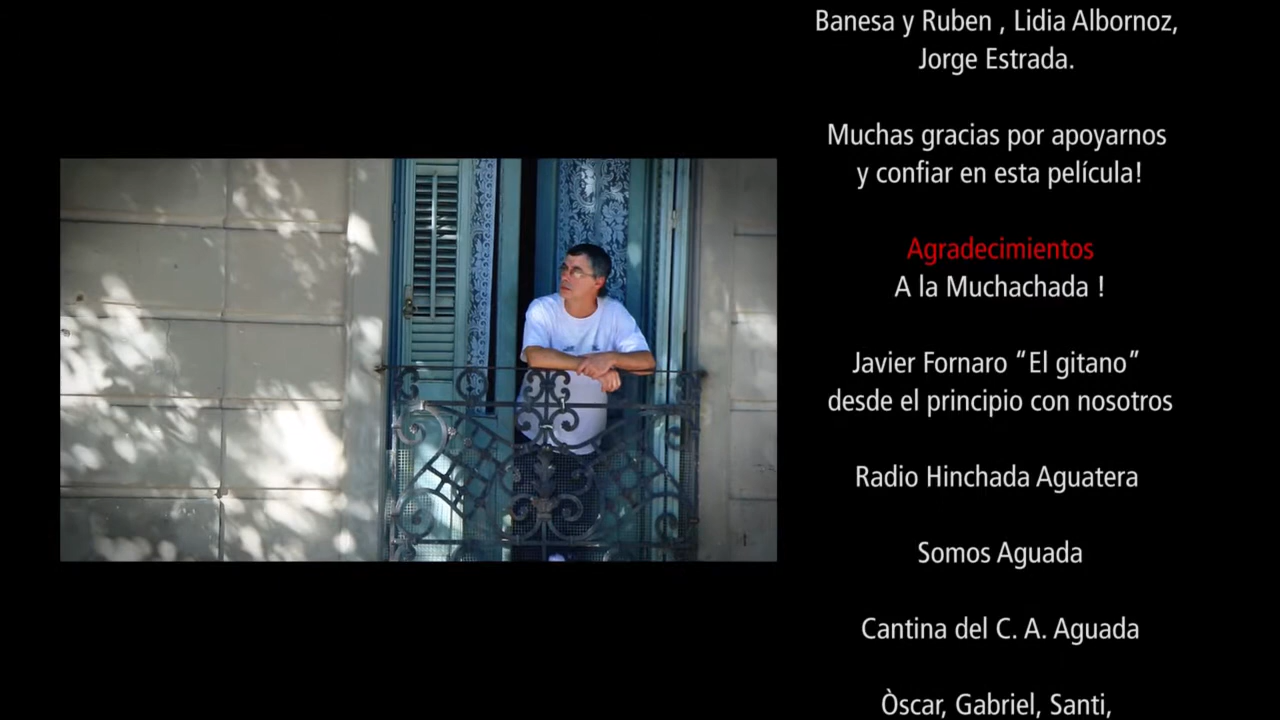 Banesa y Ruben , Lidia Albornoz,
Jorge Estrada.
Muchas gracias por apoyarnos
y confiar en esta película!
Agradecimientos
A la Muchachada !
Javier Fornaro “El gitano”
desde el principio con nosotros
Radio Hinchada Aguatera
Somos Aguada
Cantina del C. A. Aguada
Òscar, Gabriel, Santi,